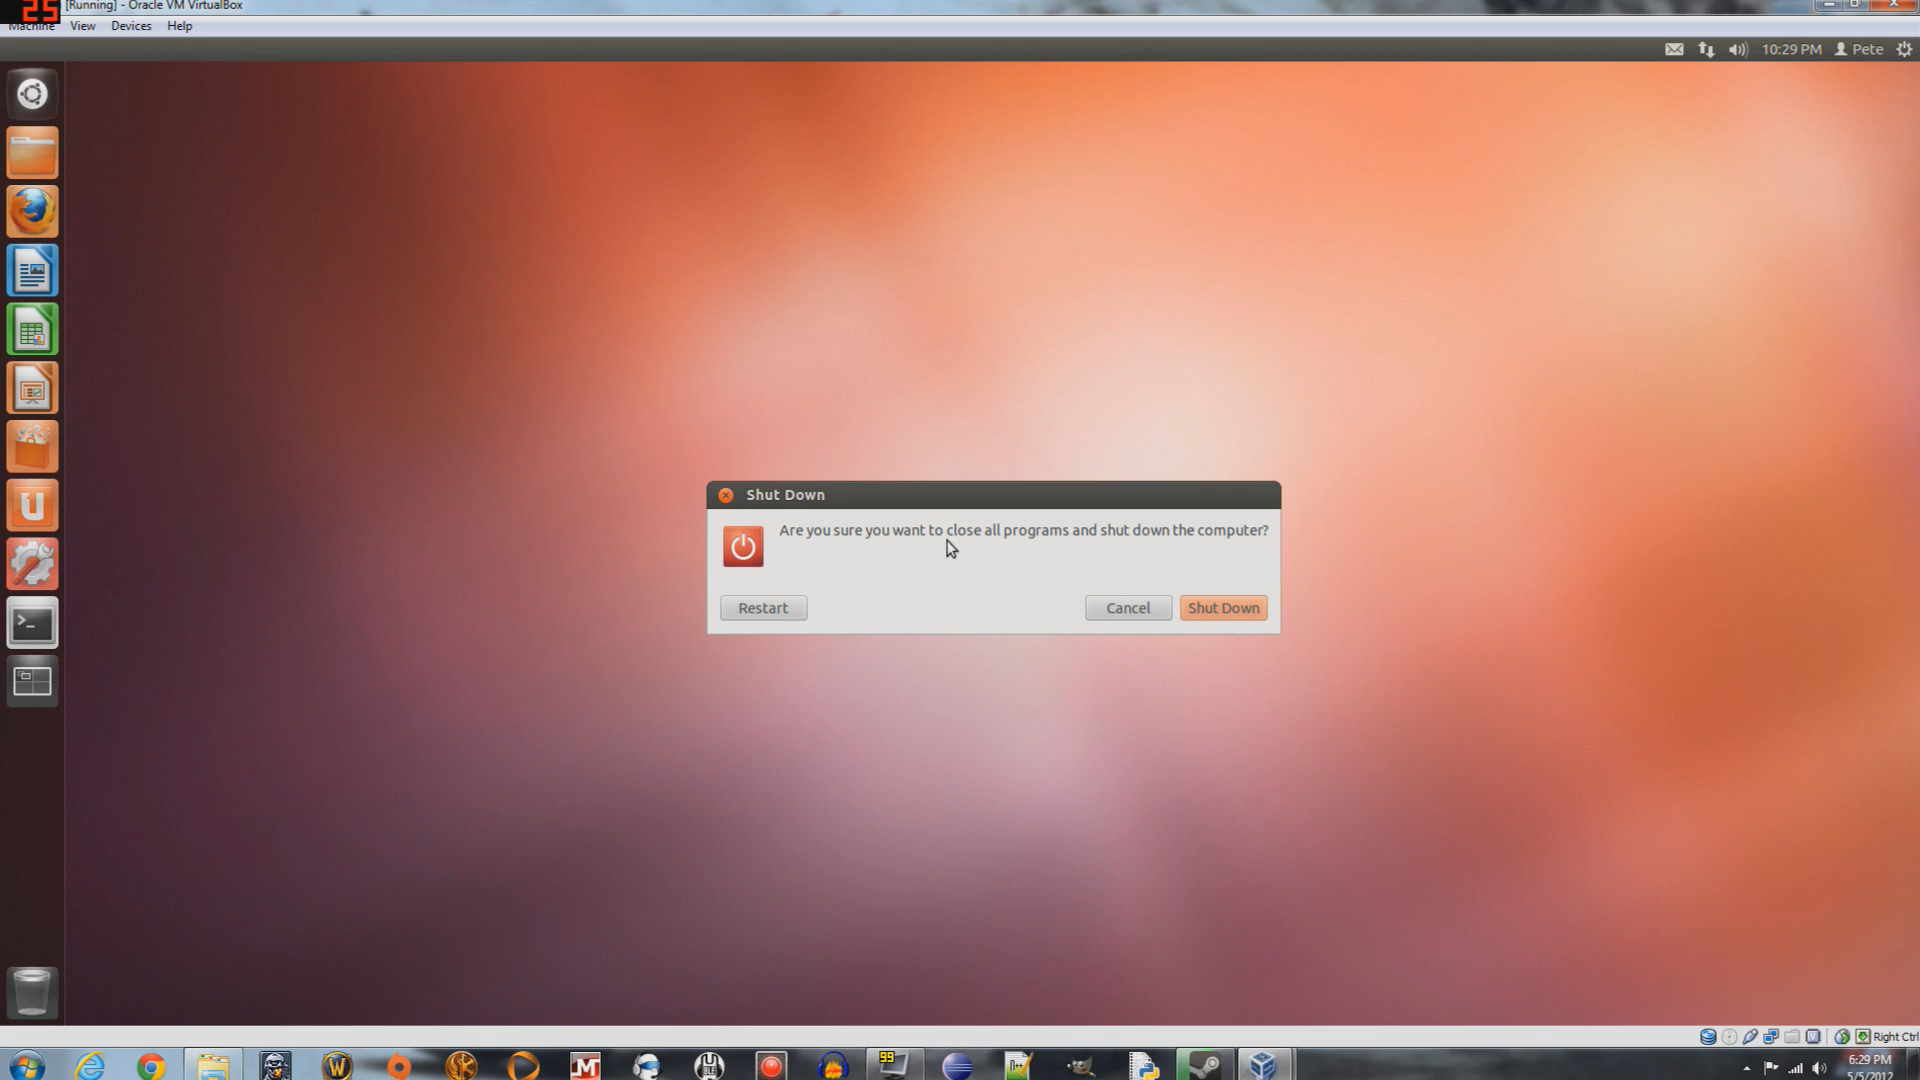 25
[Running] - Oracle VM VirtualBox
Machine View Devices Help
10:29 PM Pete
Shut Down
Are you sure you want to close all programs and shut down the computer?
Restart Cancel Shut Down
Right Ctrl
99
6:29 PM
5/5/2012